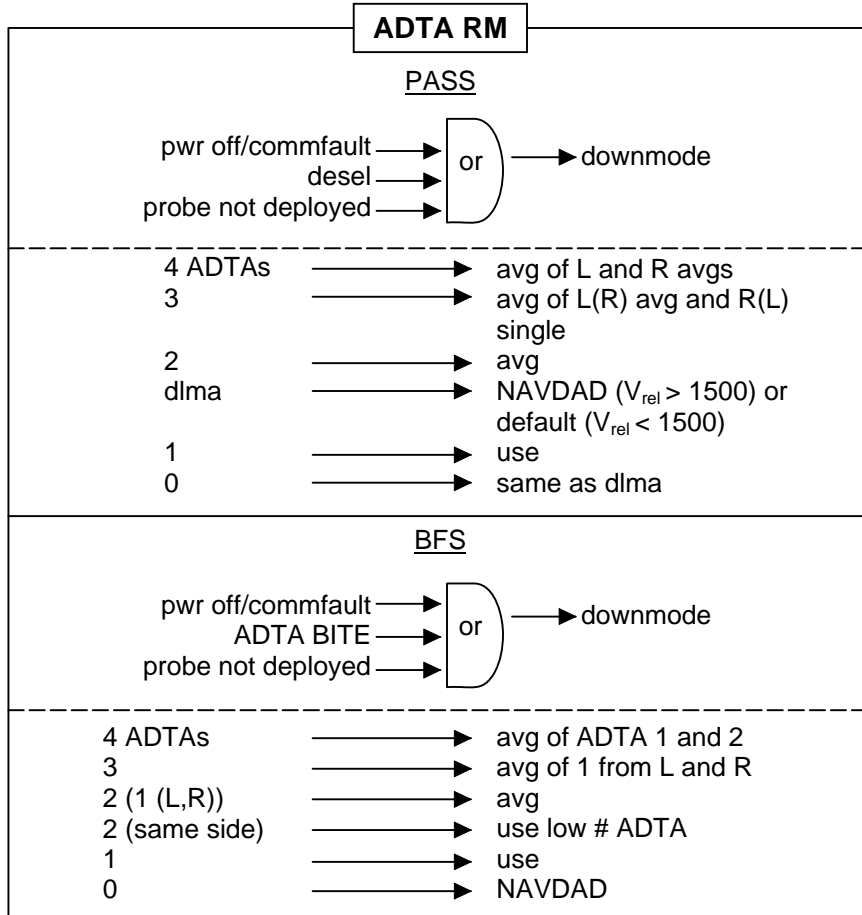 ADTA RM
PASS
pwr off/commfault
desel
probe not deployed
or
downmode
4 ADTAs avg of L and R avgs
3 avg of L(R) avg and R(L)
single
2 avg
dlma NAVDAD (Vrel > 1500) or
default (Vrel < 1500)
1 use
0 same as dlma
BFS
pwr off/commfault
ADTA BITE
probe not deployed
or
downmode
4 ADTAs avg of ADTA 1 and 2
3 avg of 1 from L and R
2 (1 (L,R)) avg
2 (same side) use low # ADTA
1 use
0 NAVDAD